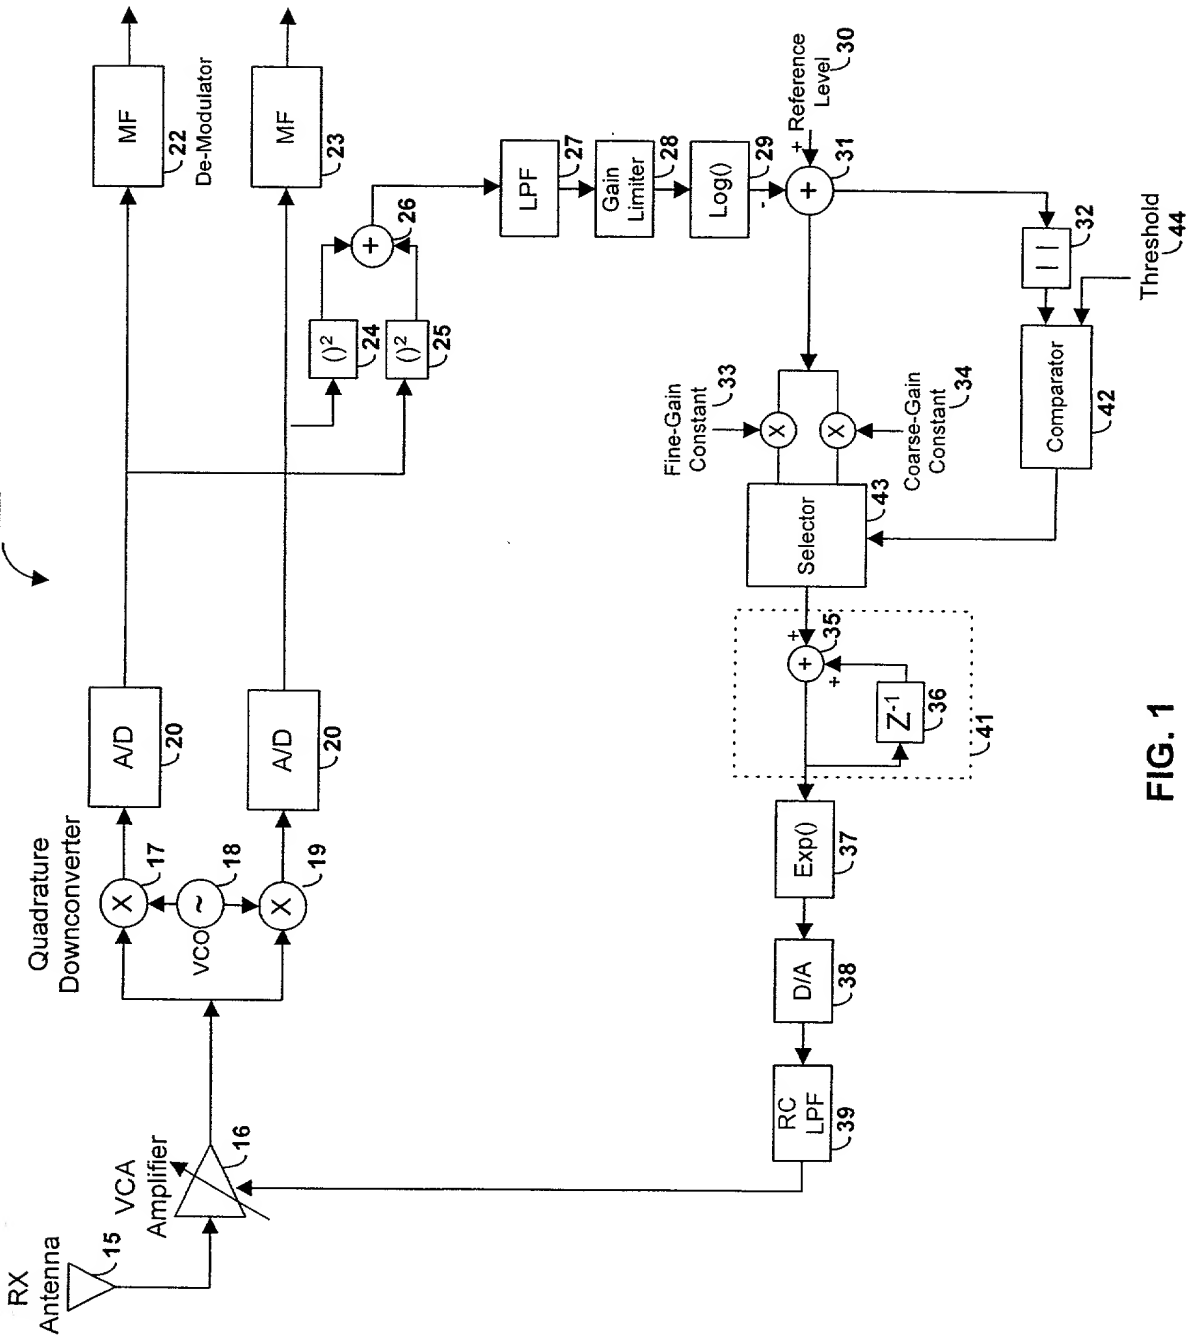 RX
Antenna
15
VCA
Amplifier
16
Quadrature
Downconverter
X
17
~
18
VCO
X
19
A/D
20
A/D
20
MF
22
De-Modulator
MF
23
()²
24
()²
25
+
26
LPF
27
Gain
Limiter
28
Log()
29
+ Reference
Level
30
+
31
| |
32
Threshold
44
Comparator
42
Fine-Gain
Constant
33
X
Coarse-Gain
Constant
34
X
Selector
43
+
+
35
+
Z⁻¹
36
41
Exp()
37
D/A
38
RC
LPF
39
FIG. 1